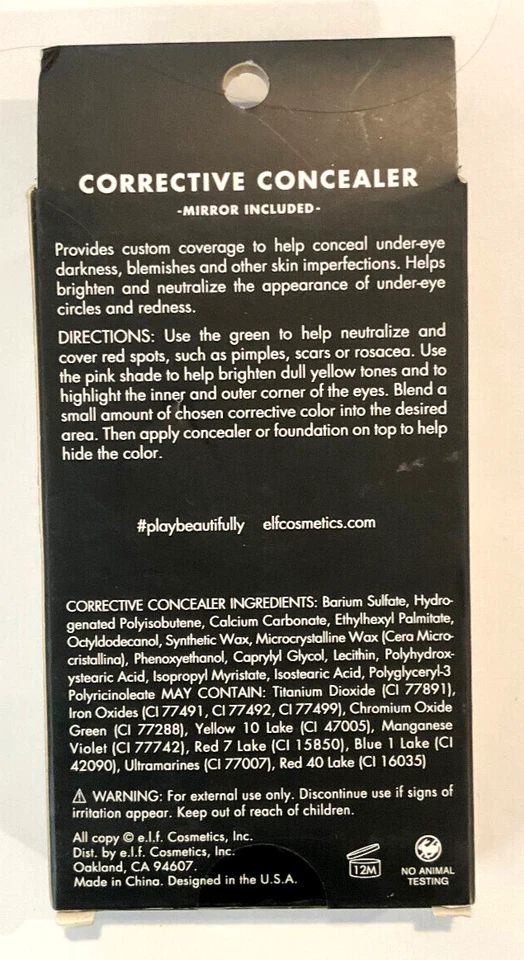 CORRECTIVE CONCEALER
-MIRROR INCLUDED-
Provides custom coverage to help conceal under-eye
darkness, blemishes and other skin imperfections. Helps
brighten and neutralize the appearance of under-eye
circles and redness.
DIRECTIONS: Use the green to help neutralize and
cover red spots, such as pimples, scars or rosacea. Use
the pink shade to help brighten dull yellow tones and to
highlight the inner and outer corner of the eyes. Blend a
small amount of chosen corrective color into the desired
area. Then apply concealer or foundation on top to help
hide the color.
#playbeautifully elfcosmetics.com
CORRECTIVE CONCEALER INGREDIENTS: Barium Sulfate, Hydro-
genated Polyisobutene, Calcium Carbonate, Ethylhexyl Palmitate,
Octyldodecanol, Synthetic Wax, Microcrystalline Wax (Cera Micro-
cristallina), Phenoxyethanol, Caprylyl Glycol, Lecithin, Polyhydrox-
ystearic Acid, Isopropyl Myristate, Isostearic Acid, Polyglyceryl-3
Polyricinoleate MAY CONTAIN: Titanium Dioxide (CI 77891),
Iron Oxides (CI 77491, CI 77492, CI 77499), Chromium Oxide
Green (CI 77288), Yellow 10 Lake (CI 47005), Manganese
Violet (CI 77742), Red 7 Lake (CI 15850), Blue 1 Lake (CI
42090), Ultramarines (CI 77007), Red 40 Lake (CI 16035)
⚠ WARNING: For external use only. Discontinue use if signs of
irritation appear. Keep out of reach of children.
All copy © e.l.f. Cosmetics, Inc.
Dist. by e.l.f. Cosmetics, Inc.
Oakland, CA 94607.
Made in China. Designed in the U.S.A.
12M
NO ANIMAL
TESTING